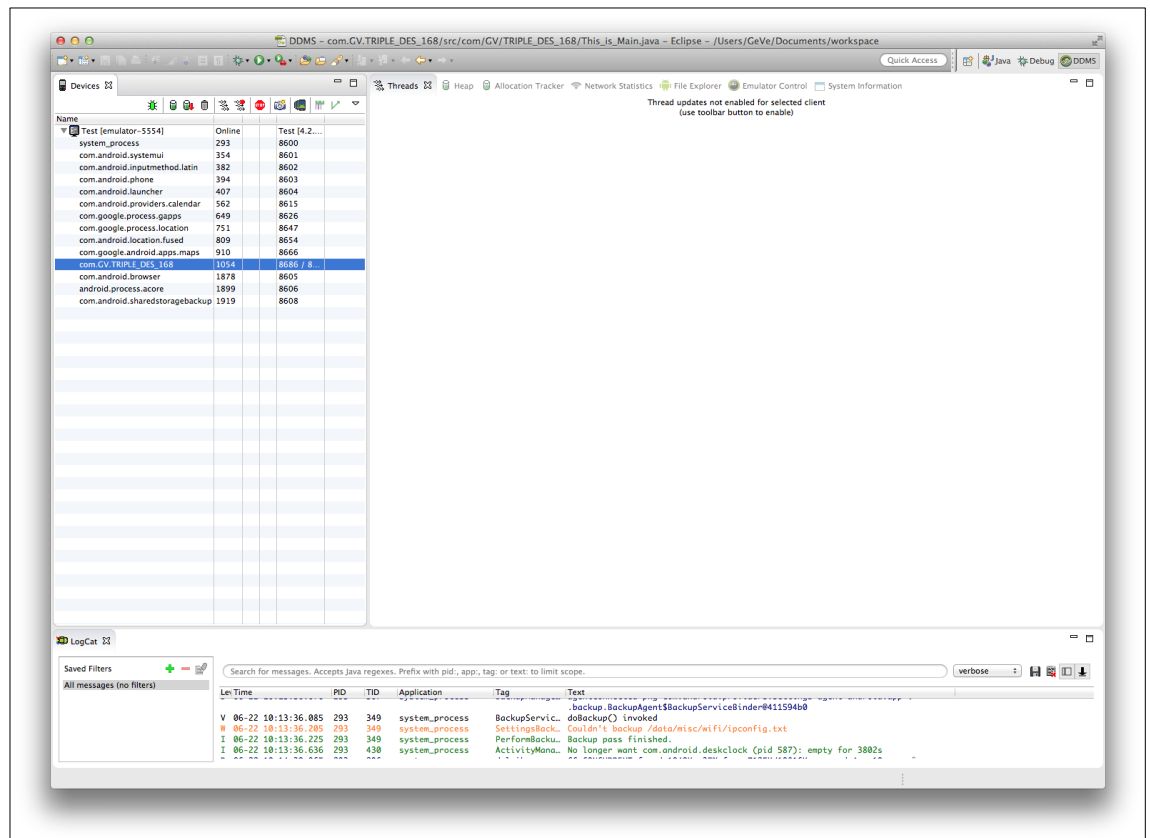 DDMS – com.GV.TRIPLE_DES_168/src/com/GV/TRIPLE_DES_168/This_is_Main.java – Eclipse – /Users/GeVe/Documents/workspace
Quick Access Java Debug DDMS
Devices
Threads Heap Allocation Tracker Network Statistics File Explorer Emulator Control System Information
Thread updates not enabled for selected client
(use toolbar button to enable)
Name
Test [emulator-5554] Online Test [4.2....
system_process 293 8600
com.android.systemui 354 8601
com.android.inputmethod.latin 382 8602
com.android.phone 394 8603
com.android.launcher 407 8604
com.android.providers.calendar 562 8615
com.google.process.gapps 649 8626
com.google.process.location 751 8647
com.android.location.fused 809 8654
com.google.android.apps.maps 910 8666
com.GV.TRIPLE_DES_168 1054 8686 / 8...
com.android.browser 1878 8605
android.process.acore 1899 8606
com.android.sharedstoragebackup 1919 8608
LogCat
Saved Filters
All messages (no filters)
Search for messages. Accepts Java regexes. Prefix with pid:, app:, tag: or text: to limit scope.
verbose
Lev Time PID TID Application Tag Text
.backup.BackupAgent$BackupServiceBinder@411594b0
V 06-22 10:13:36.085 293 349 system_process BackupServic… doBackup() invoked
W 06-22 10:13:36.205 293 349 system_process SettingsBack… Couldn't backup /data/misc/wifi/ipconfig.txt
I 06-22 10:13:36.225 293 349 system_process PerformBacku… Backup pass finished.
I 06-22 10:13:36.636 293 430 system_process ActivityMana… No longer want com.android.deskclock (pid 587): empty for 3802s